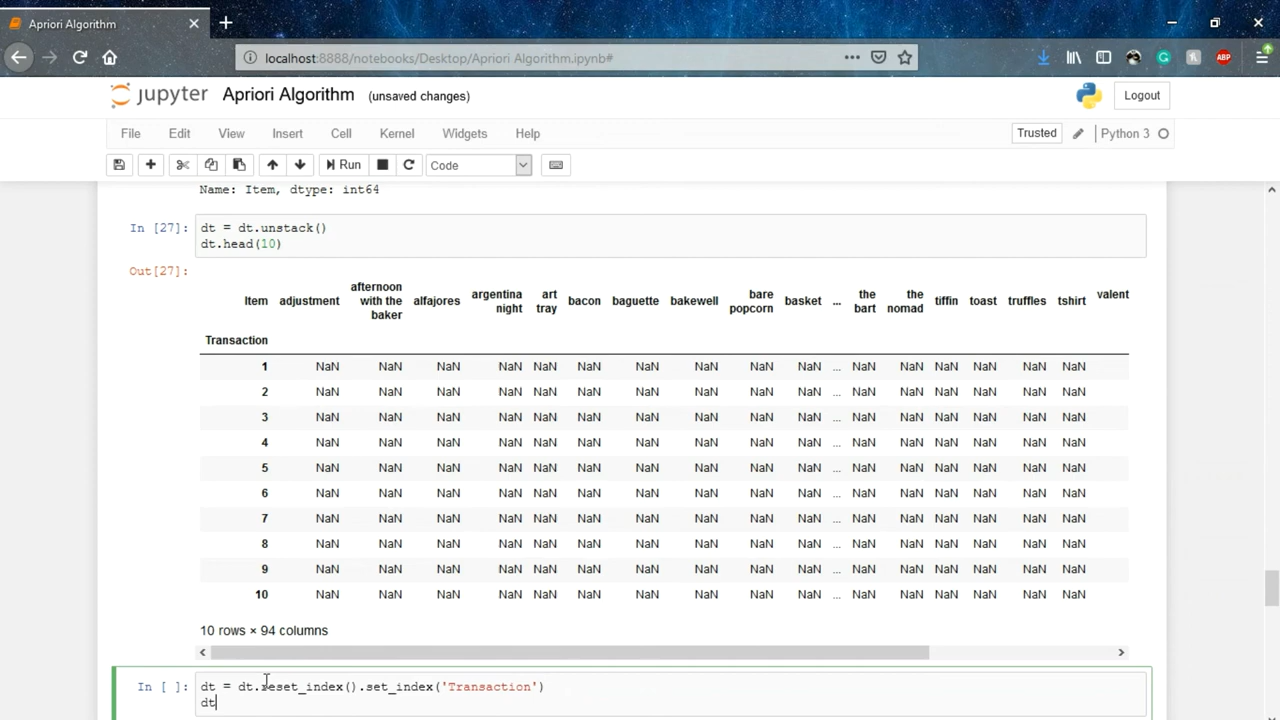 Apriori Algorithm
localhost:8888/notebooks/Desktop/Apriori Algorithm.ipynb#
ABP
jupyter Apriori Algorithm (unsaved changes)
Logout
File Edit View Insert Cell Kernel Widgets Help
Trusted
Python 3
Run
Code
Name: Item, dtype: int64
In [27]: dt = dt.unstack()
dt.head(10)
Out[27]:
Item adjustment afternoon with the baker alfajores argentina night art tray bacon baguette bakewell bare popcorn basket ... the bart the nomad tiffin toast truffles tshirt valent
Transaction
1 NaN NaN NaN NaN NaN NaN NaN NaN NaN NaN ... NaN NaN NaN NaN NaN NaN
2 NaN NaN NaN NaN NaN NaN NaN NaN NaN NaN ... NaN NaN NaN NaN NaN NaN
3 NaN NaN NaN NaN NaN NaN NaN NaN NaN NaN ... NaN NaN NaN NaN NaN NaN
4 NaN NaN NaN NaN NaN NaN NaN NaN NaN NaN ... NaN NaN NaN NaN NaN NaN
5 NaN NaN NaN NaN NaN NaN NaN NaN NaN NaN ... NaN NaN NaN NaN NaN NaN
6 NaN NaN NaN NaN NaN NaN NaN NaN NaN NaN ... NaN NaN NaN NaN NaN NaN
7 NaN NaN NaN NaN NaN NaN NaN NaN NaN NaN ... NaN NaN NaN NaN NaN NaN
8 NaN NaN NaN NaN NaN NaN NaN NaN NaN NaN ... NaN NaN NaN NaN NaN NaN
9 NaN NaN NaN NaN NaN NaN NaN NaN NaN NaN ... NaN NaN NaN NaN NaN NaN
10 NaN NaN NaN NaN NaN NaN NaN NaN NaN NaN ... NaN NaN NaN NaN NaN NaN
10 rows × 94 columns
In [ ]: dt = dt.reset_index().set_index('Transaction')
dt